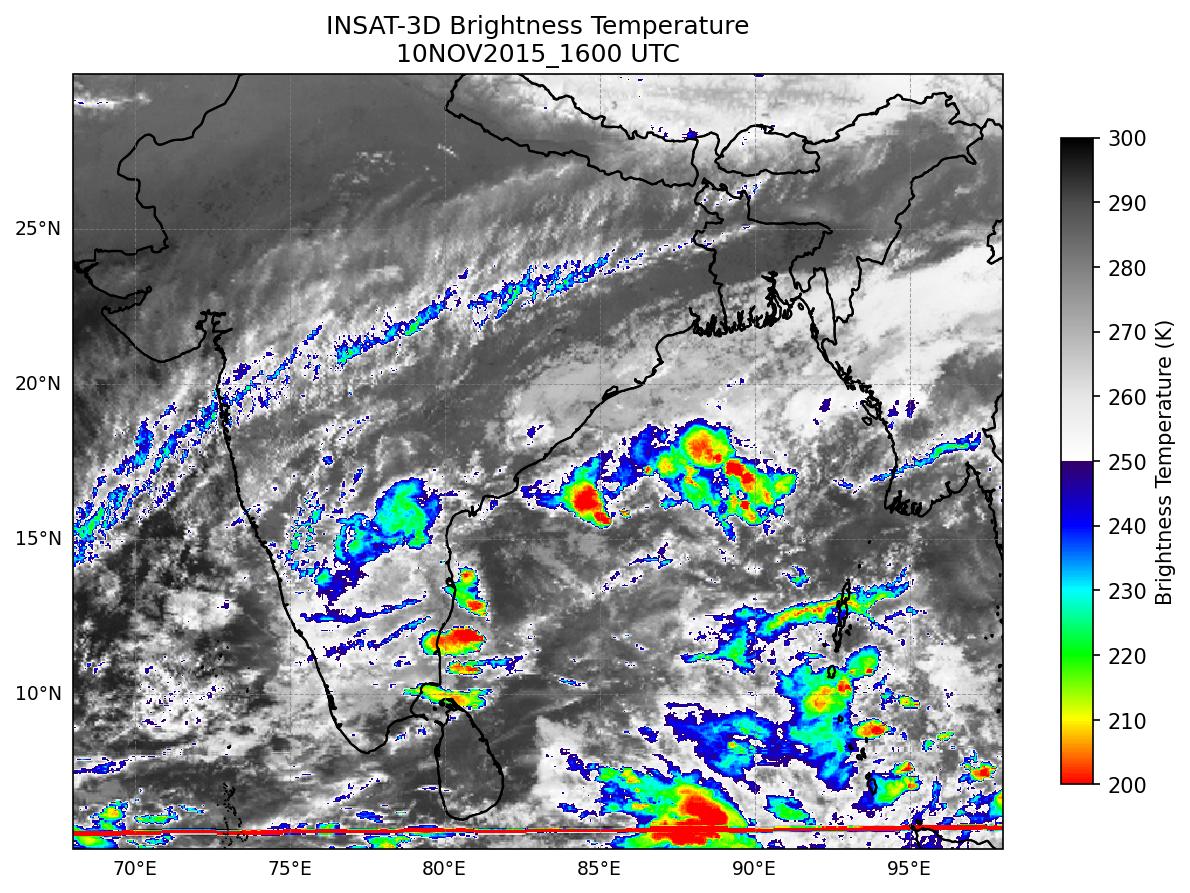 INSAT-3D Brightness Temperature
10NOV2015_1600 UTC
25°N
20°N
15°N
10°N
70°E
75°E
80°E
85°E
90°E
95°E
300
290
280
270
260
250
240
230
220
210
200
Brightness Temperature (K)